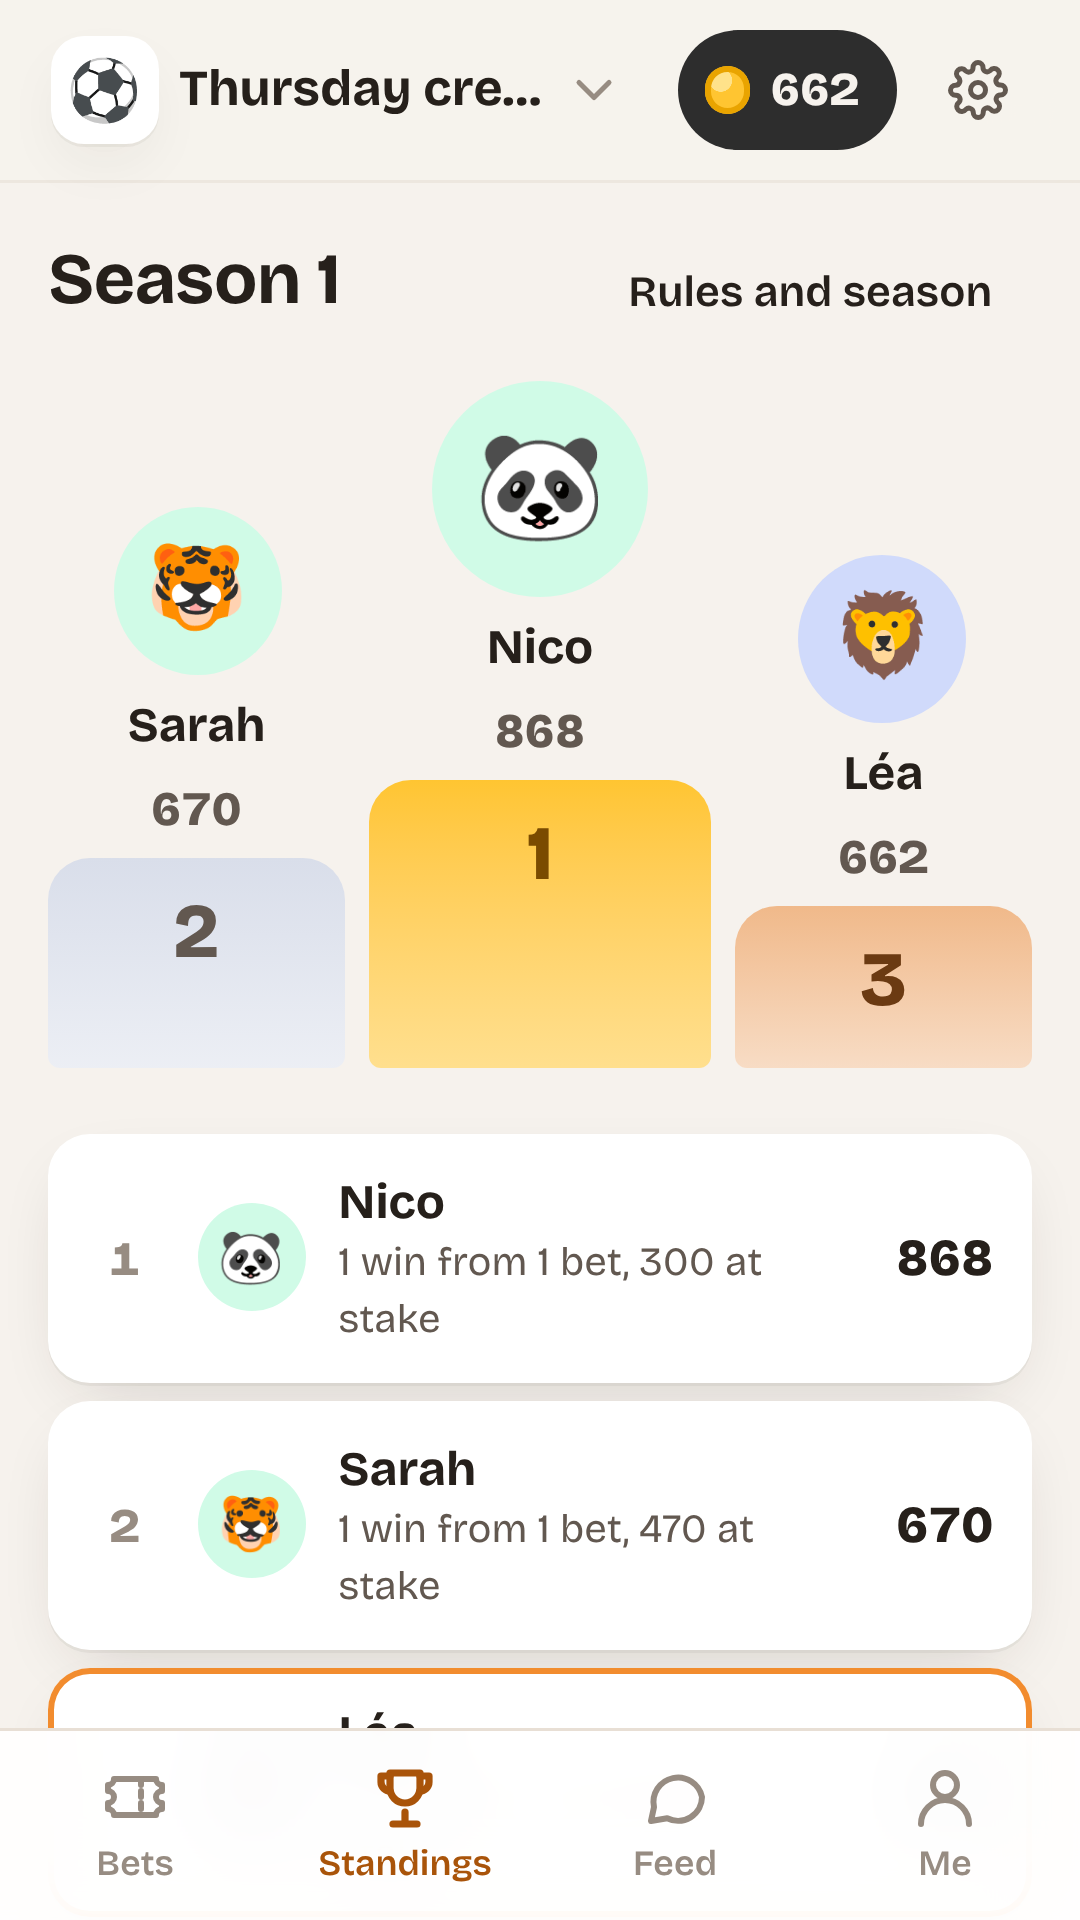 Thursday cre...
662
Season 1
Rules and season
Nico
868
Sarah
670
Léa
662
1
2
3
1
Nico
1 win from 1 bet, 300 at
stake
868
2
Sarah
1 win from 1 bet, 470 at
stake
670
Léa
Bets
Standings
Feed
Me